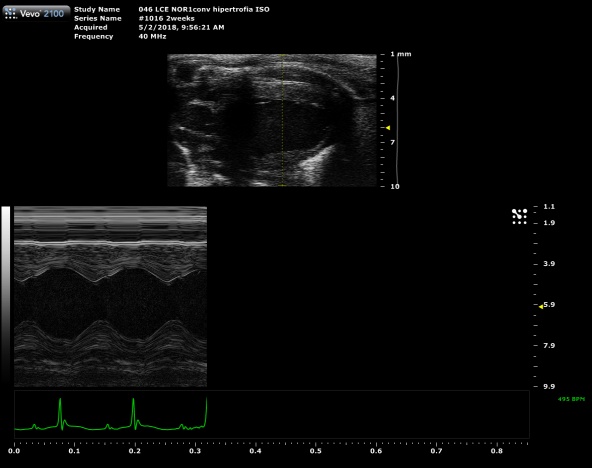 Vevo 2100
Study Name 046 LCE NOR1conv hipertrofia ISO
Series Name #1016 2weeks
Acquired 5/2/2018, 9:56:21 AM
Frequency 40 MHz
1 mm
4
7
10
1.1
1.9
3.9
5.9
7.9
9.9
495 BPM
0.0 0.1 0.2 0.3 0.4 0.5 0.6 0.7 0.8